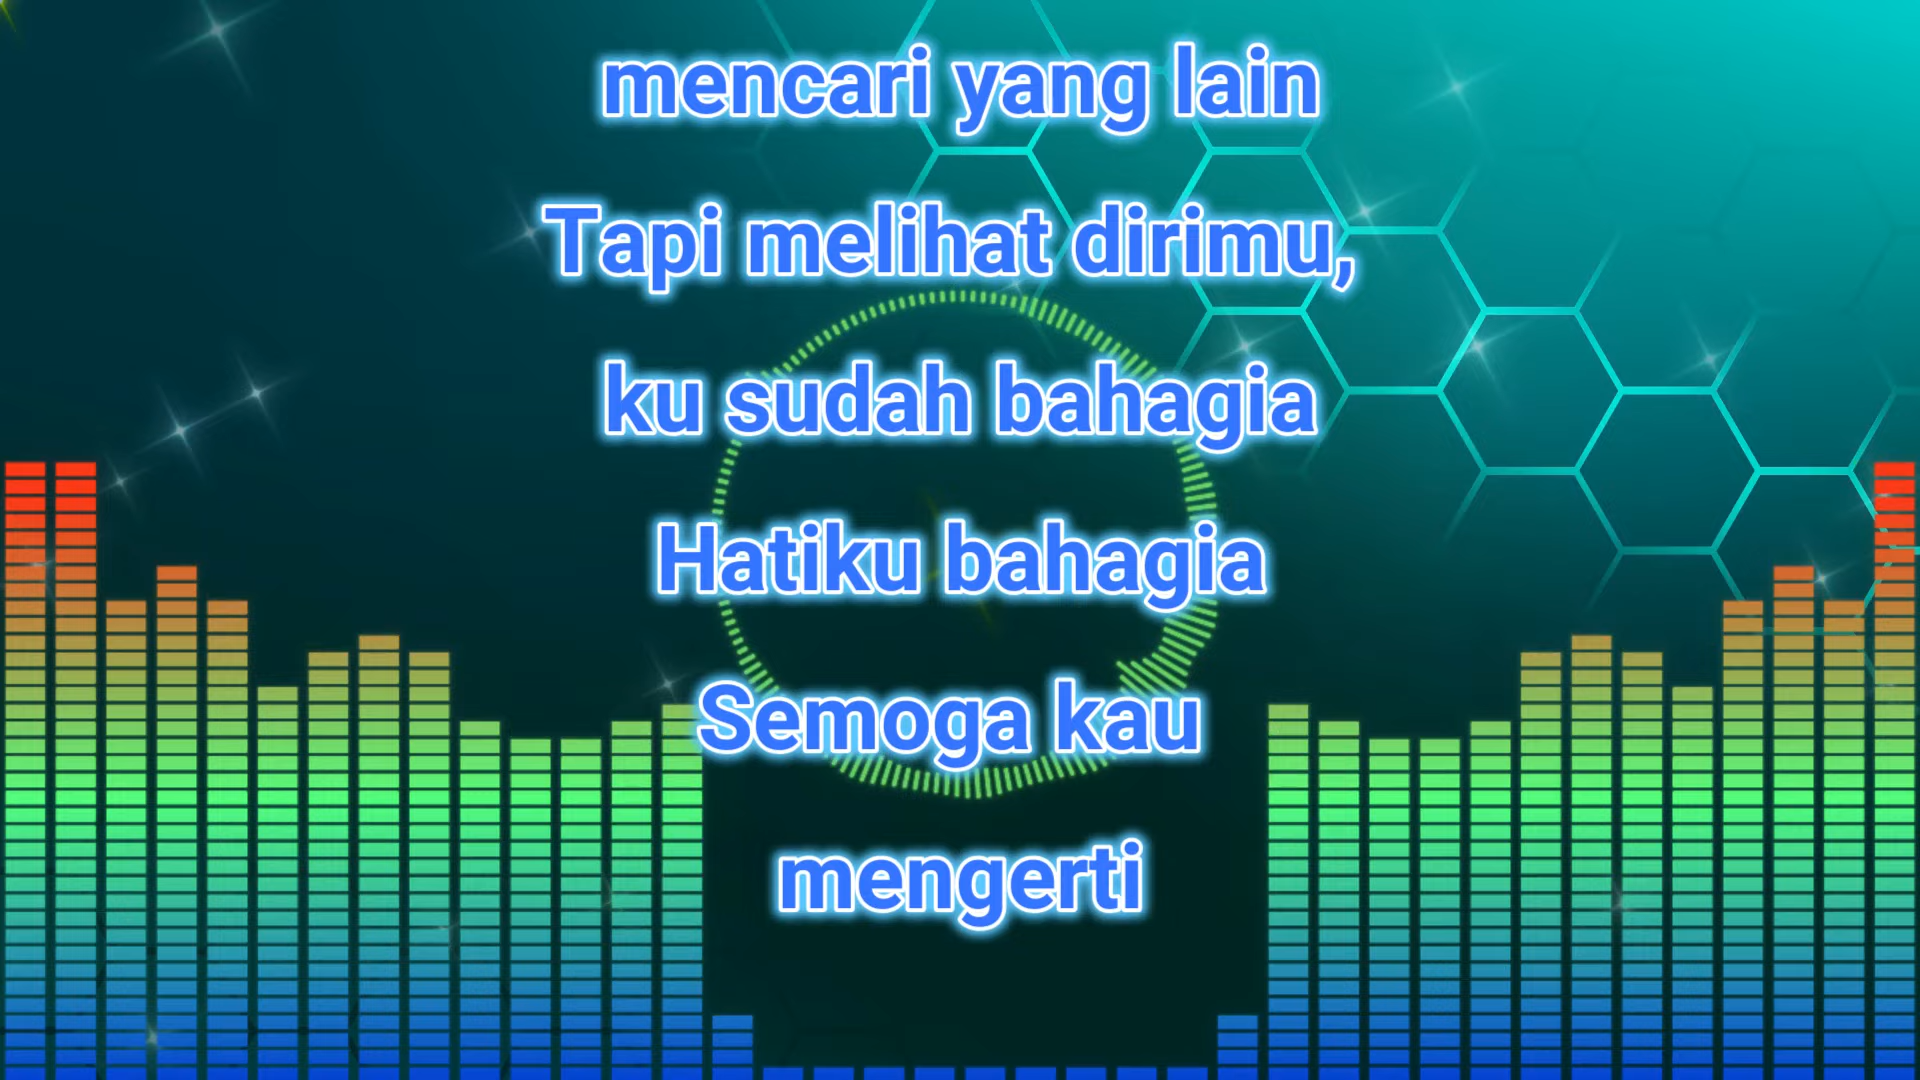 mencari yang lain
Tapi melihat dirimu,
ku sudah bahagia
Hatiku bahagia
Semoga kau
mengerti